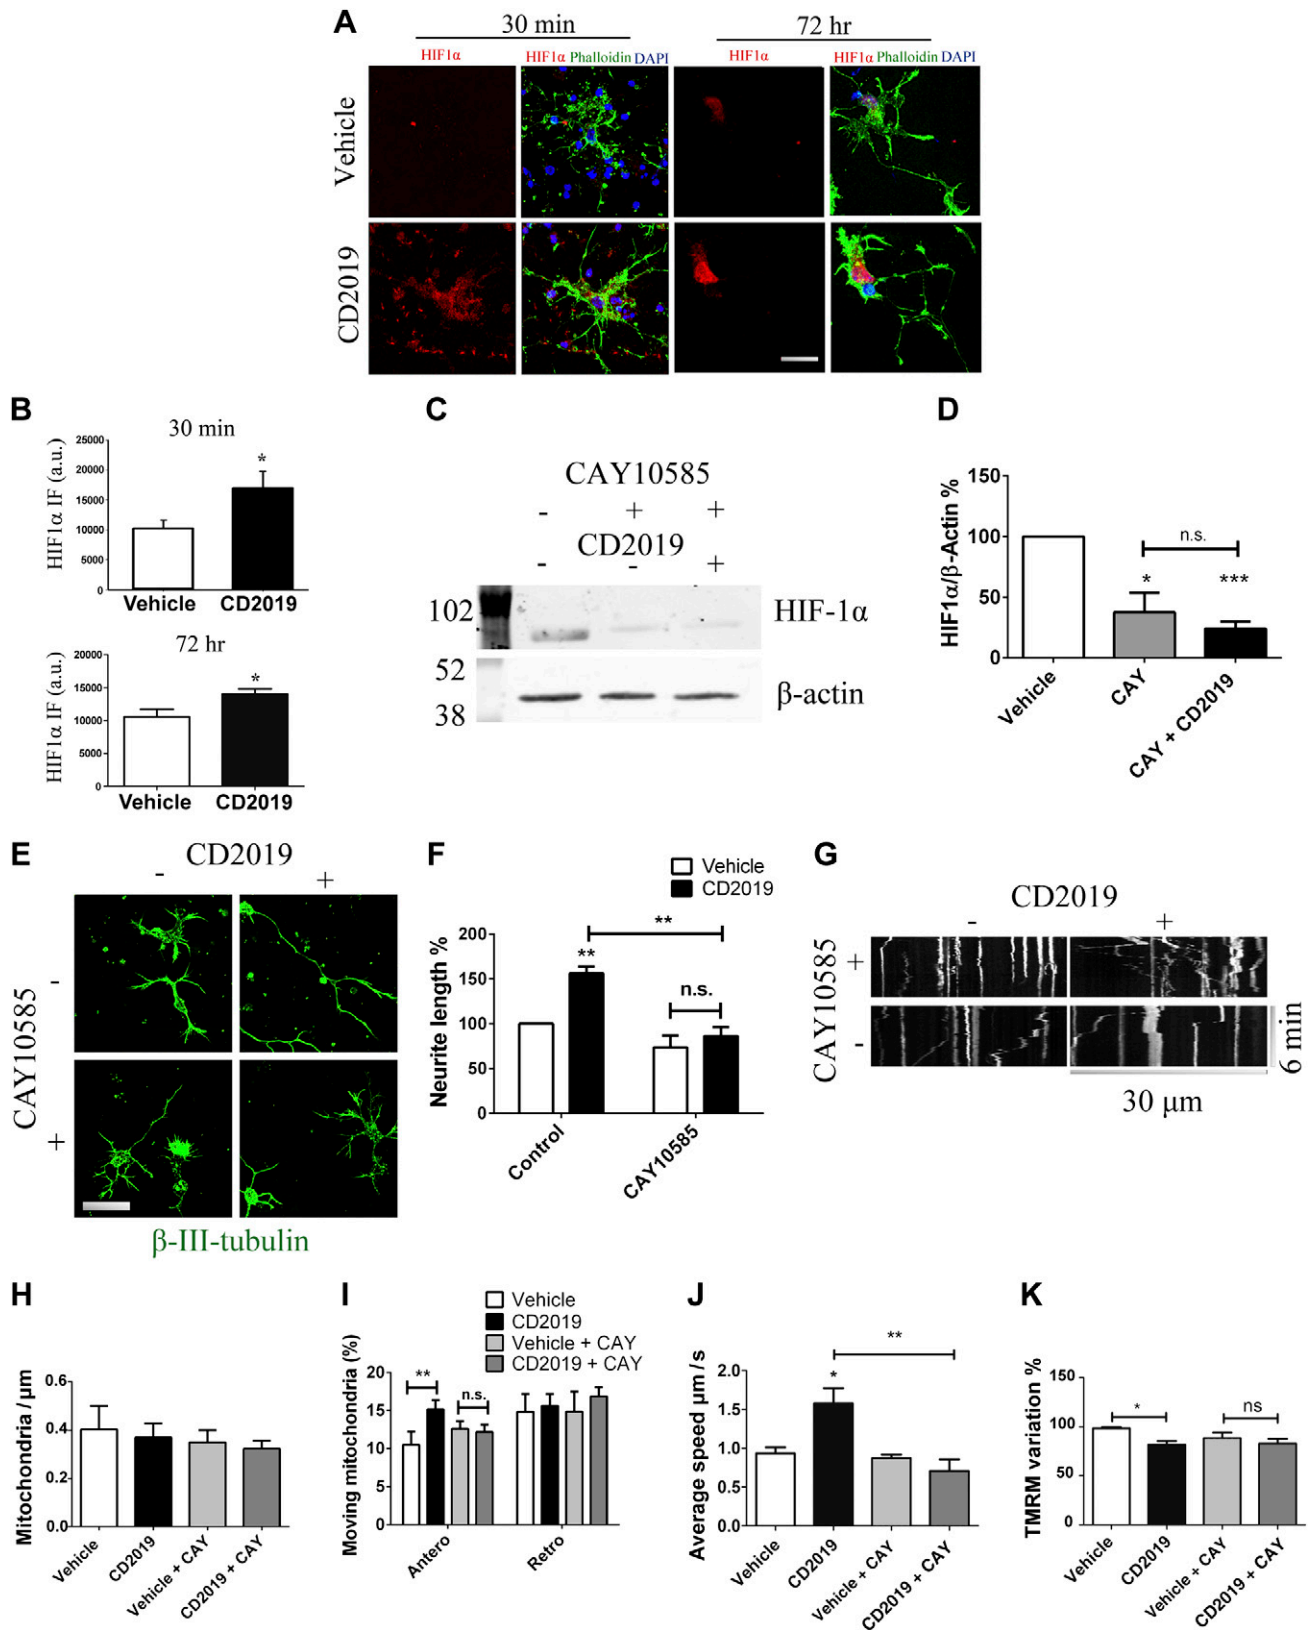 A
30 min
72 hr
HIF1α
HIF1α Phalloidin DAPI
HIF1α
HIF1α Phalloidin DAPI
Vehicle
CD2019
B
30 min
HIF1α IF (a.u.)
25000
20000
15000
10000
5000
0
*
Vehicle
CD2019
72 hr
HIF1α IF (a.u.)
20000
15000
10000
5000
0
*
Vehicle
CD2019
C
CAY10585
- + +
CD2019
- - +
102
HIF-1α
52
38
β-actin
D
HIF1α/β-Actin %
150
100
50
0
n.s.
* ***
Vehicle
CAY
CAY + CD2019
E
CD2019
- +
CAY10585
-
+
β-III-tubulin
F
Vehicle
CD2019
Neurite length %
200
150
100
50
0
**
**
n.s.
Control
CAY10585
G
CD2019
- +
CAY10585
+
-
6 min
30 µm
H
Mitochondria / µm
0.6
0.4
0.2
0.0
Vehicle
CD2019
Vehicle + CAY
CD2019 + CAY
I
Vehicle
CD2019
Vehicle + CAY
CD2019 + CAY
Moving mitochondria (%)
20
15
10
5
0
**
n.s.
Antero
Retro
J
Average speed µm / s
2.0
1.5
1.0
0.5
0.0
**
*
Vehicle
CD2019
Vehicle + CAY
CD2019 + CAY
K
TMRM variation %
150
100
50
0
*
ns
Vehicle
CD2019
Vehicle + CAY
CD2019 + CAY